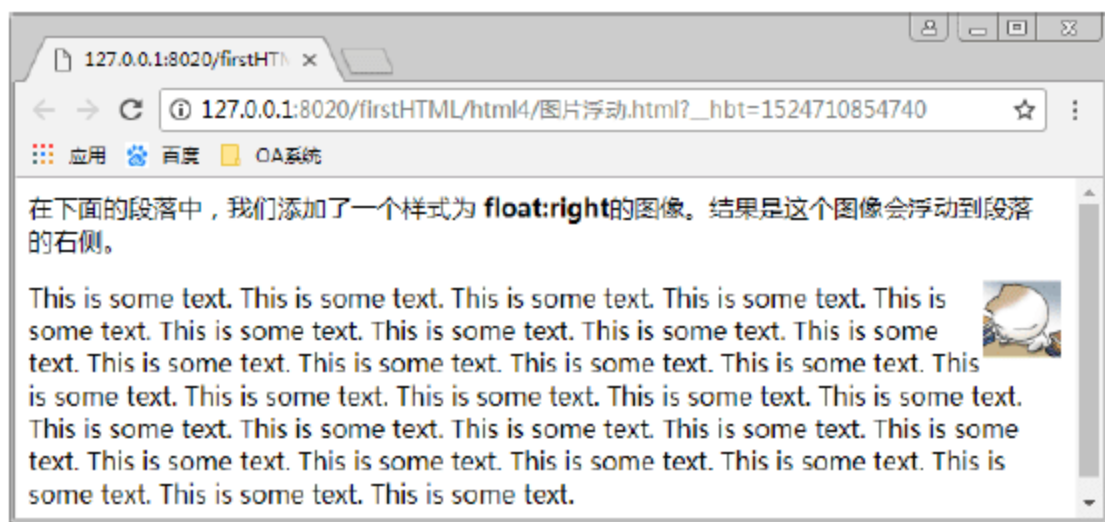 127.0.0.1:8020/firstHTM
127.0.0.1:8020/firstHTML/html4/图片浮动.html?__hbt=1524710854740
应用 百度 OA系统
在下面的段落中，我们添加了一个样式为 float:right的图像。结果是这个图像会浮动到段落
的右侧。
This is some text. This is some text. This is some text. This is some text. This is
some text. This is some text. This is some text. This is some text. This is some
text. This is some text. This is some text. This is some text. This is some text. This
is some text. This is some text. This is some text. This is some text. This is some text.
This is some text. This is some text. This is some text. This is some text. This is some
text. This is some text. This is some text. This is some text. This is some text. This is
some text. This is some text. This is some text.